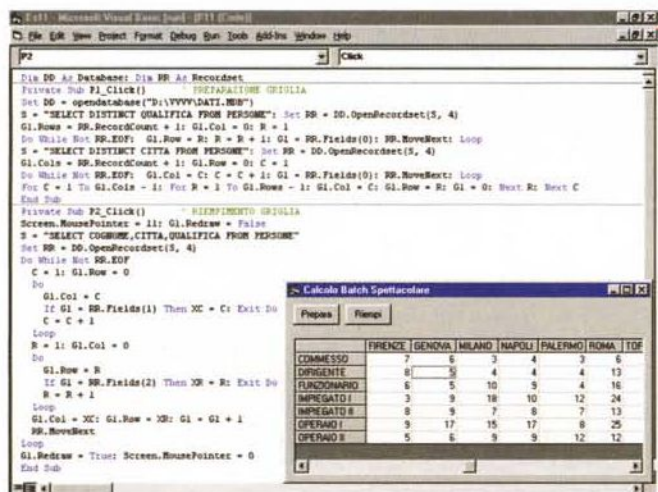 Es11 - Microsoft Visual Basic [run] - [F11 (Code)]
File Edit View Project Format Debug Run Tools Add-Ins Window Help
P2 Click
Dim DD As Database: Dim RR As Recordset
Private Sub P1_Click() ' PREPARAZIONE GRIGLIA
Set DD = opendatabase("D:\VVVV\DATI.MDB")
S = "SELECT DISTINCT QUALIFICA FROM PERSONE": Set RR = DD.OpenRecordset(S, 4)
G1.Rows = RR.RecordCount + 1: G1.Col = 0: R = 1
Do While Not RR.EOF: G1.Row = R: R = R + 1: G1 = RR.Fields(0): RR.MoveNext: Loop
S = "SELECT DISTINCT CITTA FROM PERSONE": Set RR = DD.OpenRecordset(S, 4)
G1.Cols = RR.RecordCount + 1: G1.Row = 0: C = 1
Do While Not RR.EOF: G1.Col = C: C = C + 1: G1 = RR.Fields(0): RR.MoveNext: Loop
For C = 1 To G1.Cols - 1: For R = 1 To G1.Rows - 1: G1.Col = C: G1.Row = R: G1 = 0: Next R: Next C
End Sub
Private Sub P2_Click() ' RIEMPIMENTO GRIGLIA
Screen.MousePointer = 11: G1.Redraw = False
S = "SELECT COGNOME,CITTA,QUALIFICA FROM PERSONE"
Set RR = DD.OpenRecordset(S, 4)
Do While Not RR.EOF
C = 1: G1.Row = 0
Do
G1.Col = C
If G1 = RR.Fields(1) Then XC = C: Exit Do
C = C + 1
Loop
R = 1: G1.Col = 0
Do
G1.Row = R
If G1 = RR.Fields(2) Then XR = R: Exit Do
R = R + 1
Loop
G1.Col = XC: G1.Row = XR: G1 = G1 + 1
RR.MoveNext
Loop
G1.Redraw = True: Screen.MousePointer = 0
End Sub
Calcolo Batch Spettacolare
Prepara Riempi
FIRENZE GENOVA MILANO NAPOLI PALERMO ROMA TOR
COMMESSO 7 6 3 4 3 6
DIRIGENTE 8 5 4 4 4 13
FUNZIONARIO 6 5 10 9 4 16
IMPIEGATO I 3 9 18 10 12 24
IMPIEGATO II 8 9 7 8 7 13
OPERAIO I 9 17 15 17 8 25
OPERAIO II 5 6 9 9 12 12